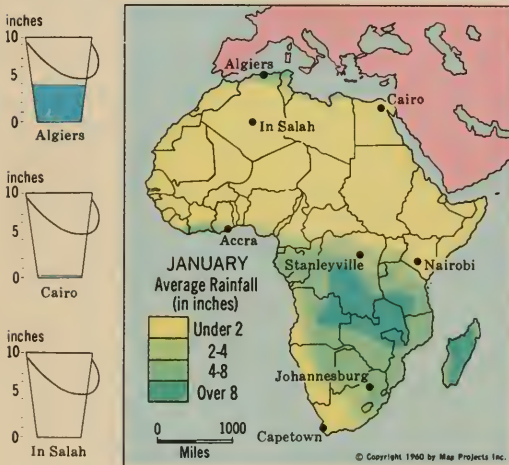 inches
10
5
0
Algiers
inches
10
5
0
Cairo
inches
10
5
0
In Salah
Algiers
Cairo
In Salah
Accra
Stanleyville
Nairobi
Johannesburg
Capetown
JANUARY
Average Rainfall
(in inches)
Under 2
2-4
4-8
Over 8
0 1000
Miles
© Copyright 1960 by Map Projects Inc.